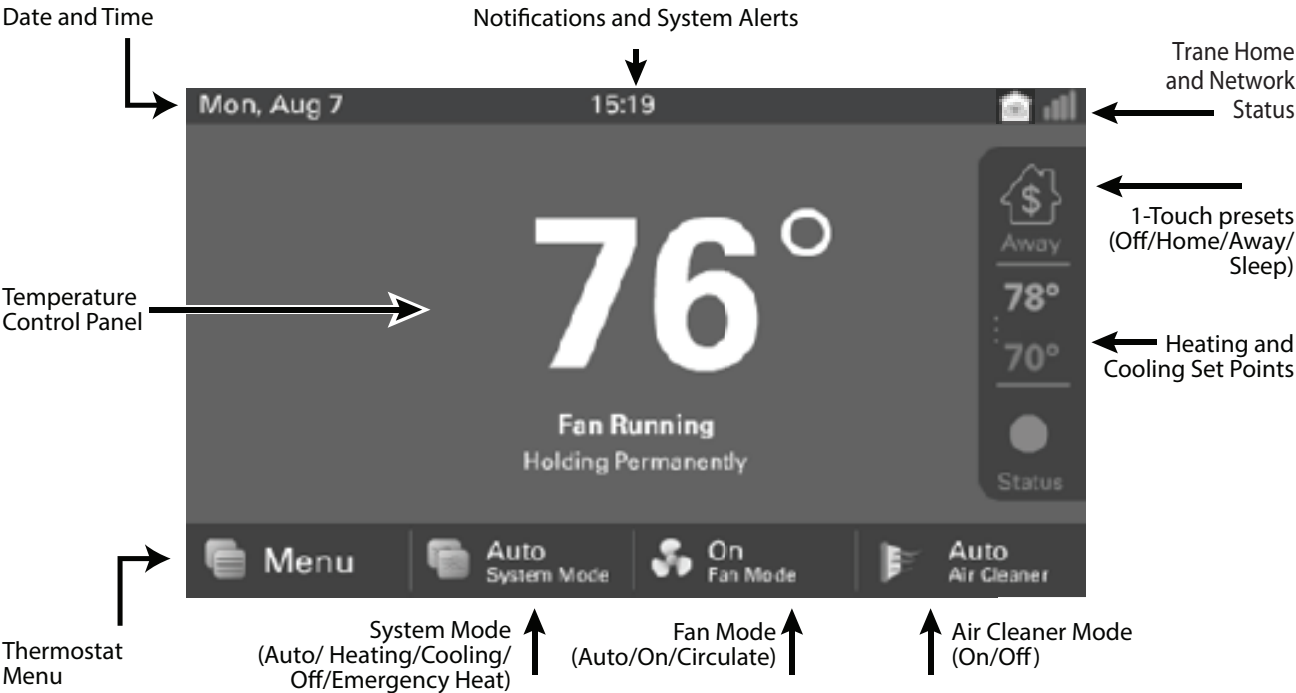 Date and Time
Notifications and System Alerts
Trane Home
and Network
Status
Mon, Aug 7
15:19
$
Away
1-Touch presets
(Off/Home/Away/
Sleep)
76°
78°
70°
Temperature
Control Panel
Heating and
Cooling Set Points
Fan Running
Holding Permanently
Status
Menu
Auto
System Mode
On
Fan Mode
Auto
Air Cleaner
Thermostat
Menu
System Mode
(Auto/ Heating/Cooling/
Off/Emergency Heat)
Fan Mode
(Auto/On/Circulate)
Air Cleaner Mode
(On/Off)